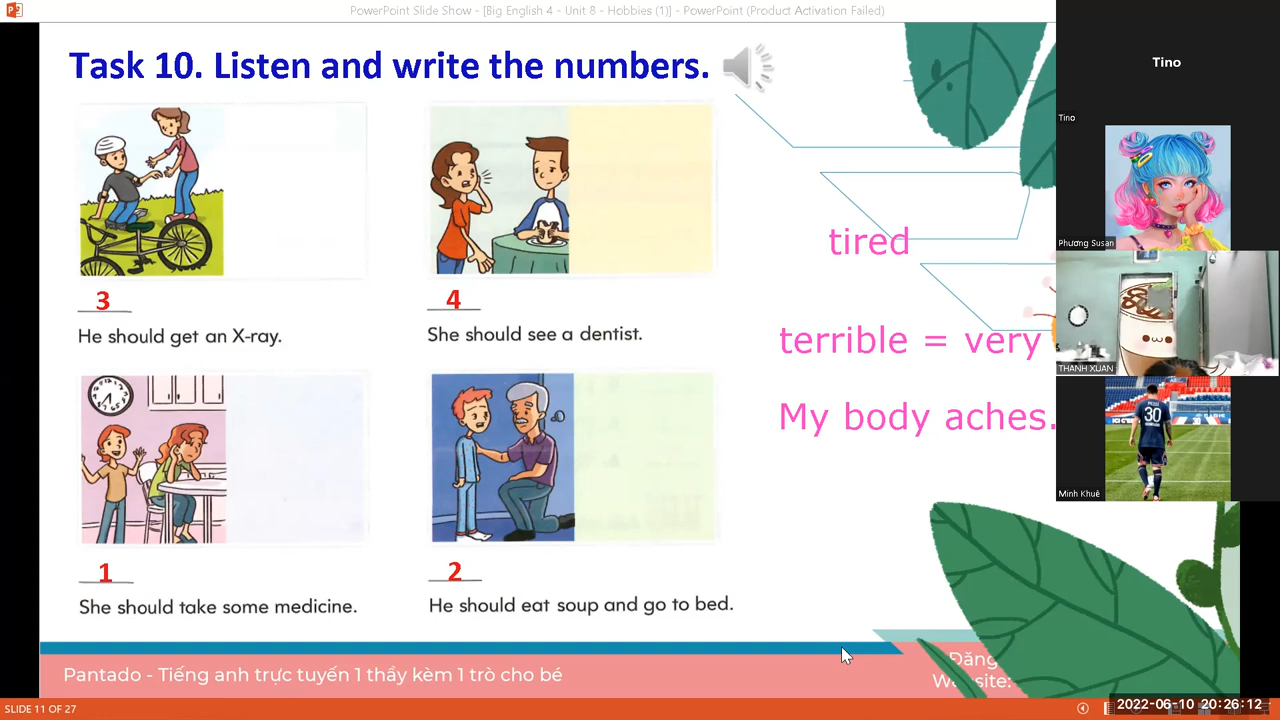 PowerPoint Slide Show - [Big English 4 - Unit 8 - Hobbies (1)] - PowerPoint (Product Activation Failed)
Task 10. Listen and write the numbers.
3
He should get an X-ray.
4
She should see a dentist.
1
She should take some medicine.
2
He should eat soup and go to bed.
tired
terrible = very
My body aches.
Tino
Tino
Phương Susan
THANH XUAN
30
Minh Khuê
Pantado - Tiếng anh trực tuyến 1 thầy kèm 1 trò cho bé
Đăng
SLIDE 11 OF 27
2022-06-10 20:26:12